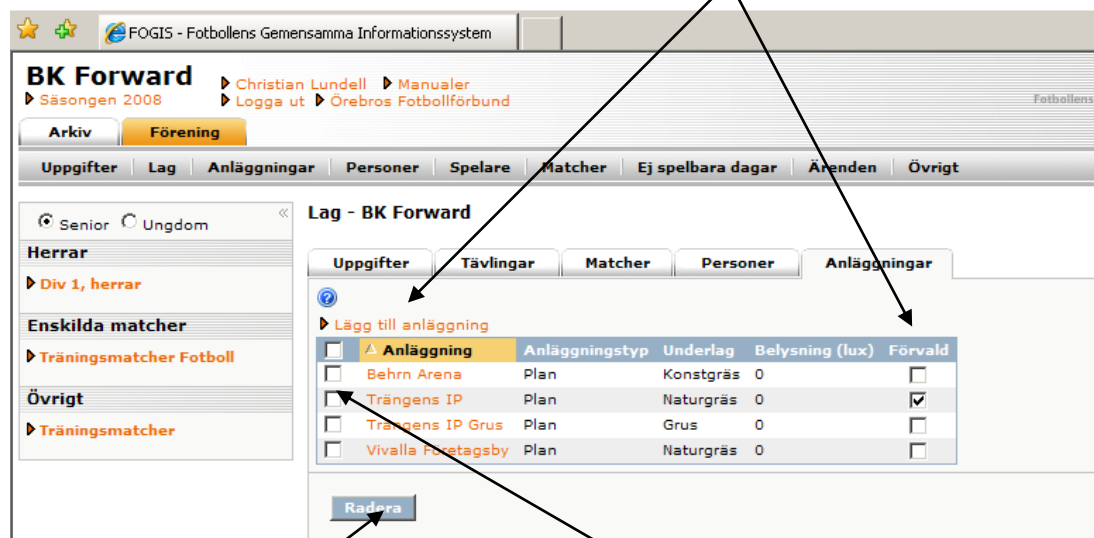 FOGIS - Fotbollens Gemensamma Informationssystem
BK Forward
Christian Lundell Manualer
Säsongen 2008 Logga ut Örebros Fotbollförbund
Fotbollens
Arkiv Förening
Uppgifter Lag Anläggningar Personer Spelare Matcher Ej spelbara dagar Ärenden Övrigt
Senior Ungdom
Herrar
Div 1, herrar
Enskilda matcher
Träningsmatcher Fotboll
Övrigt
Träningsmatcher
Lag - BK Forward
Uppgifter Tävlingar Matcher Personer Anläggningar
Lägg till anläggning
Anläggning Anläggningstyp Underlag Belysning (lux) Förvald
Behrn Arena Plan Konstgräs 0
Trängens IP Plan Naturgräs 0
Trängens IP Grus Plan Grus 0
Vivalla Företagsby Plan Naturgräs 0
Radera